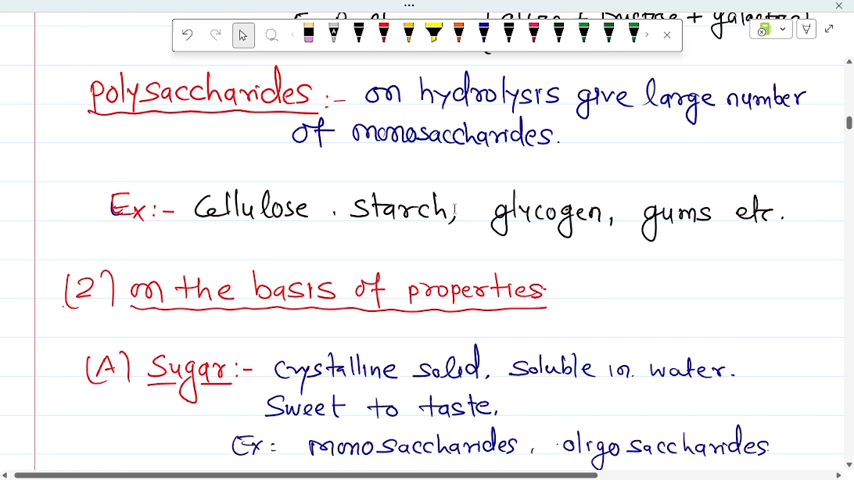 + galactose
Polysaccharides :- on hydrolysis give large number
of monosaccharides.
Ex :- Cellulose . starch, glycogen, gums etc.
(2) on the basis of properties
(A) Sugar :- crystalline solid, soluble in water.
Sweet to taste,
Ex = monosaccharides, oligosaccharides